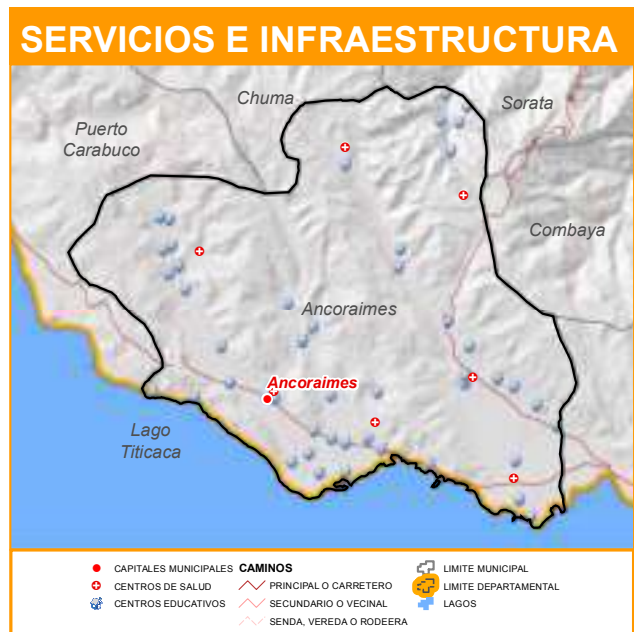 SERVICIOS E INFRAESTRUCTURA
Chuma
Sorata
Puerto
Carabuco
Combaya
Ancoraimes
Ancoraimes
Lago
Titicaca
CAPITALES MUNICIPALES
CENTROS DE SALUD
CENTROS EDUCATIVOS
CAMINOS
PRINCIPAL O CARRETERO
SECUNDARIO O VECINAL
SENDA, VEREDA O RODEERA
LIMITE MUNICIPAL
LIMITE DEPARTAMENTAL
LAGOS